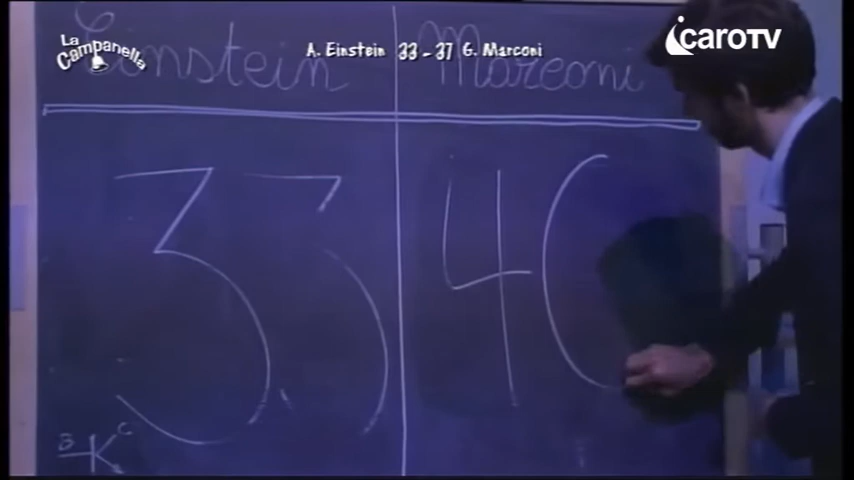 La Campanella
A. Einstein 33 - 37 G. Marconi
icaroTV
Einstein Marconi
33 40
B K C